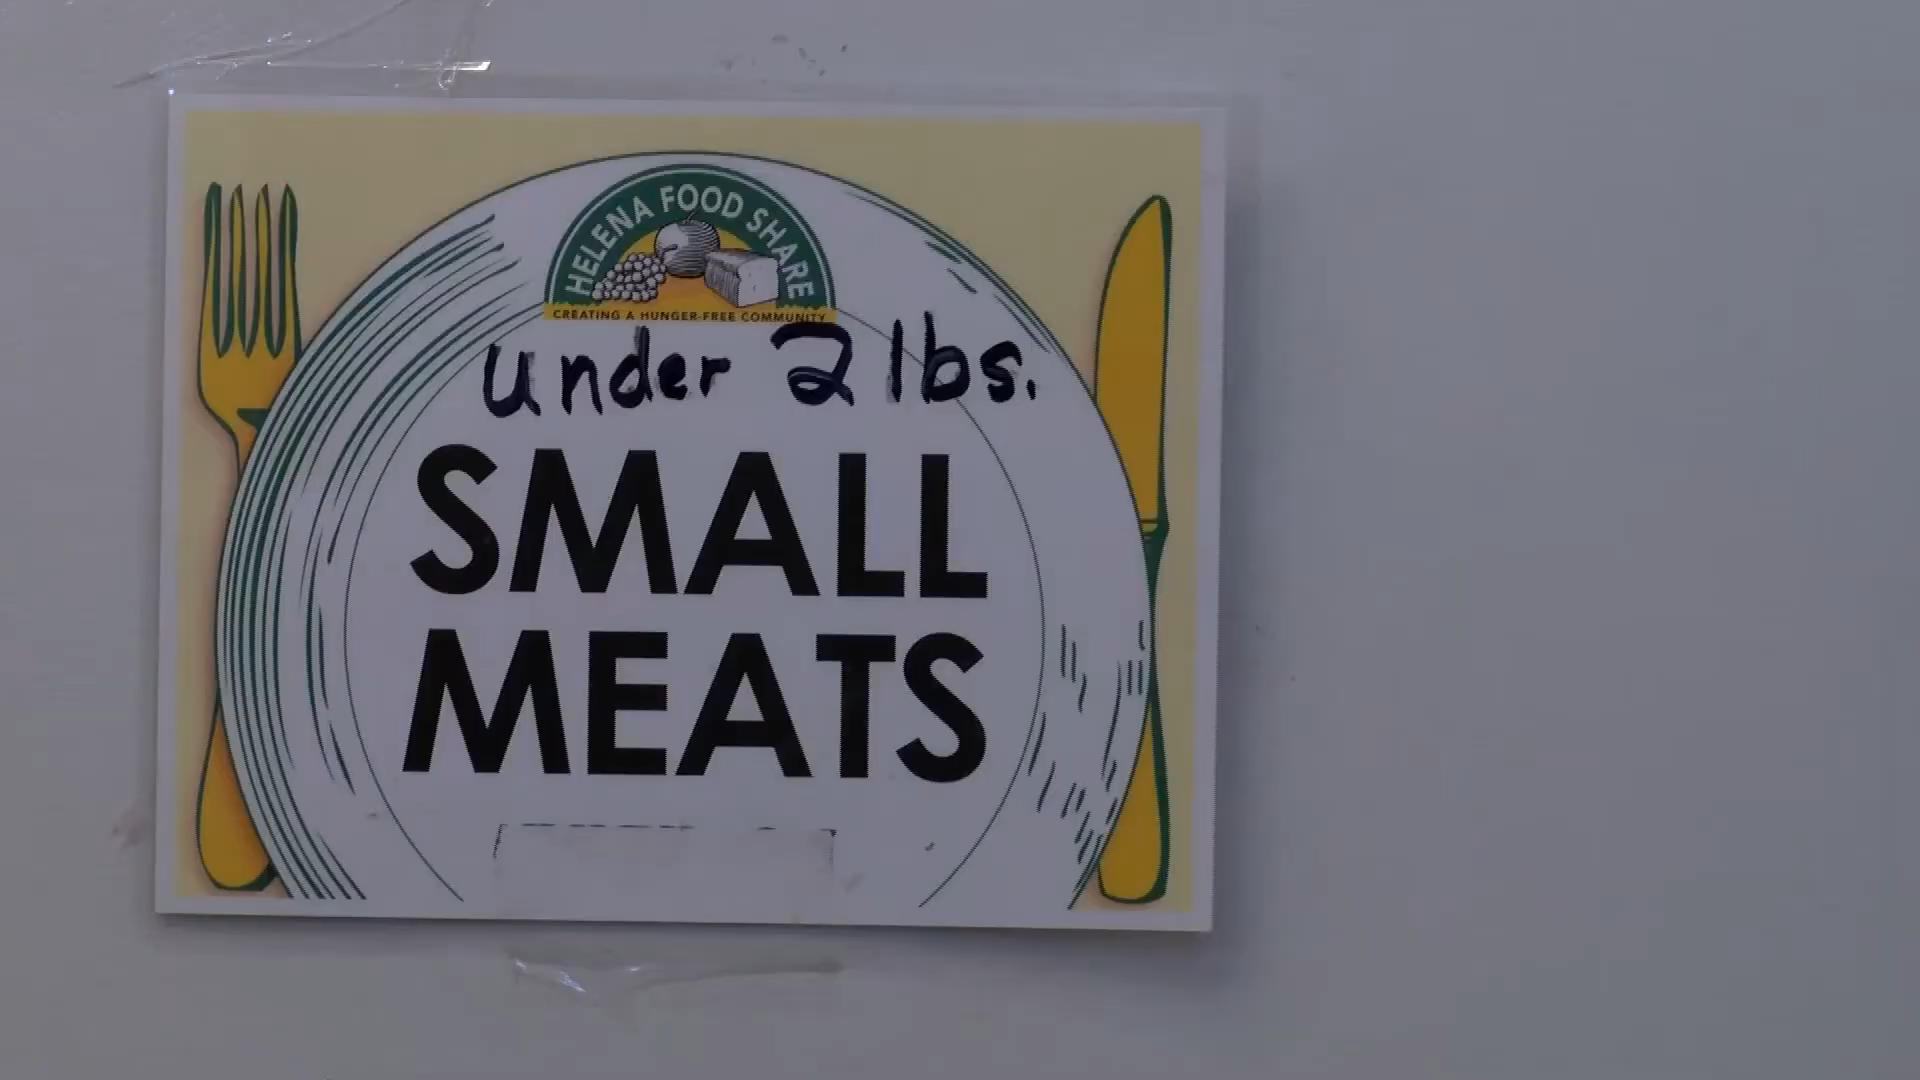 HELENA FOOD SHARE
CREATING A HUNGER-FREE COMMUNITY
under 2 lbs.
SMALL
MEATS